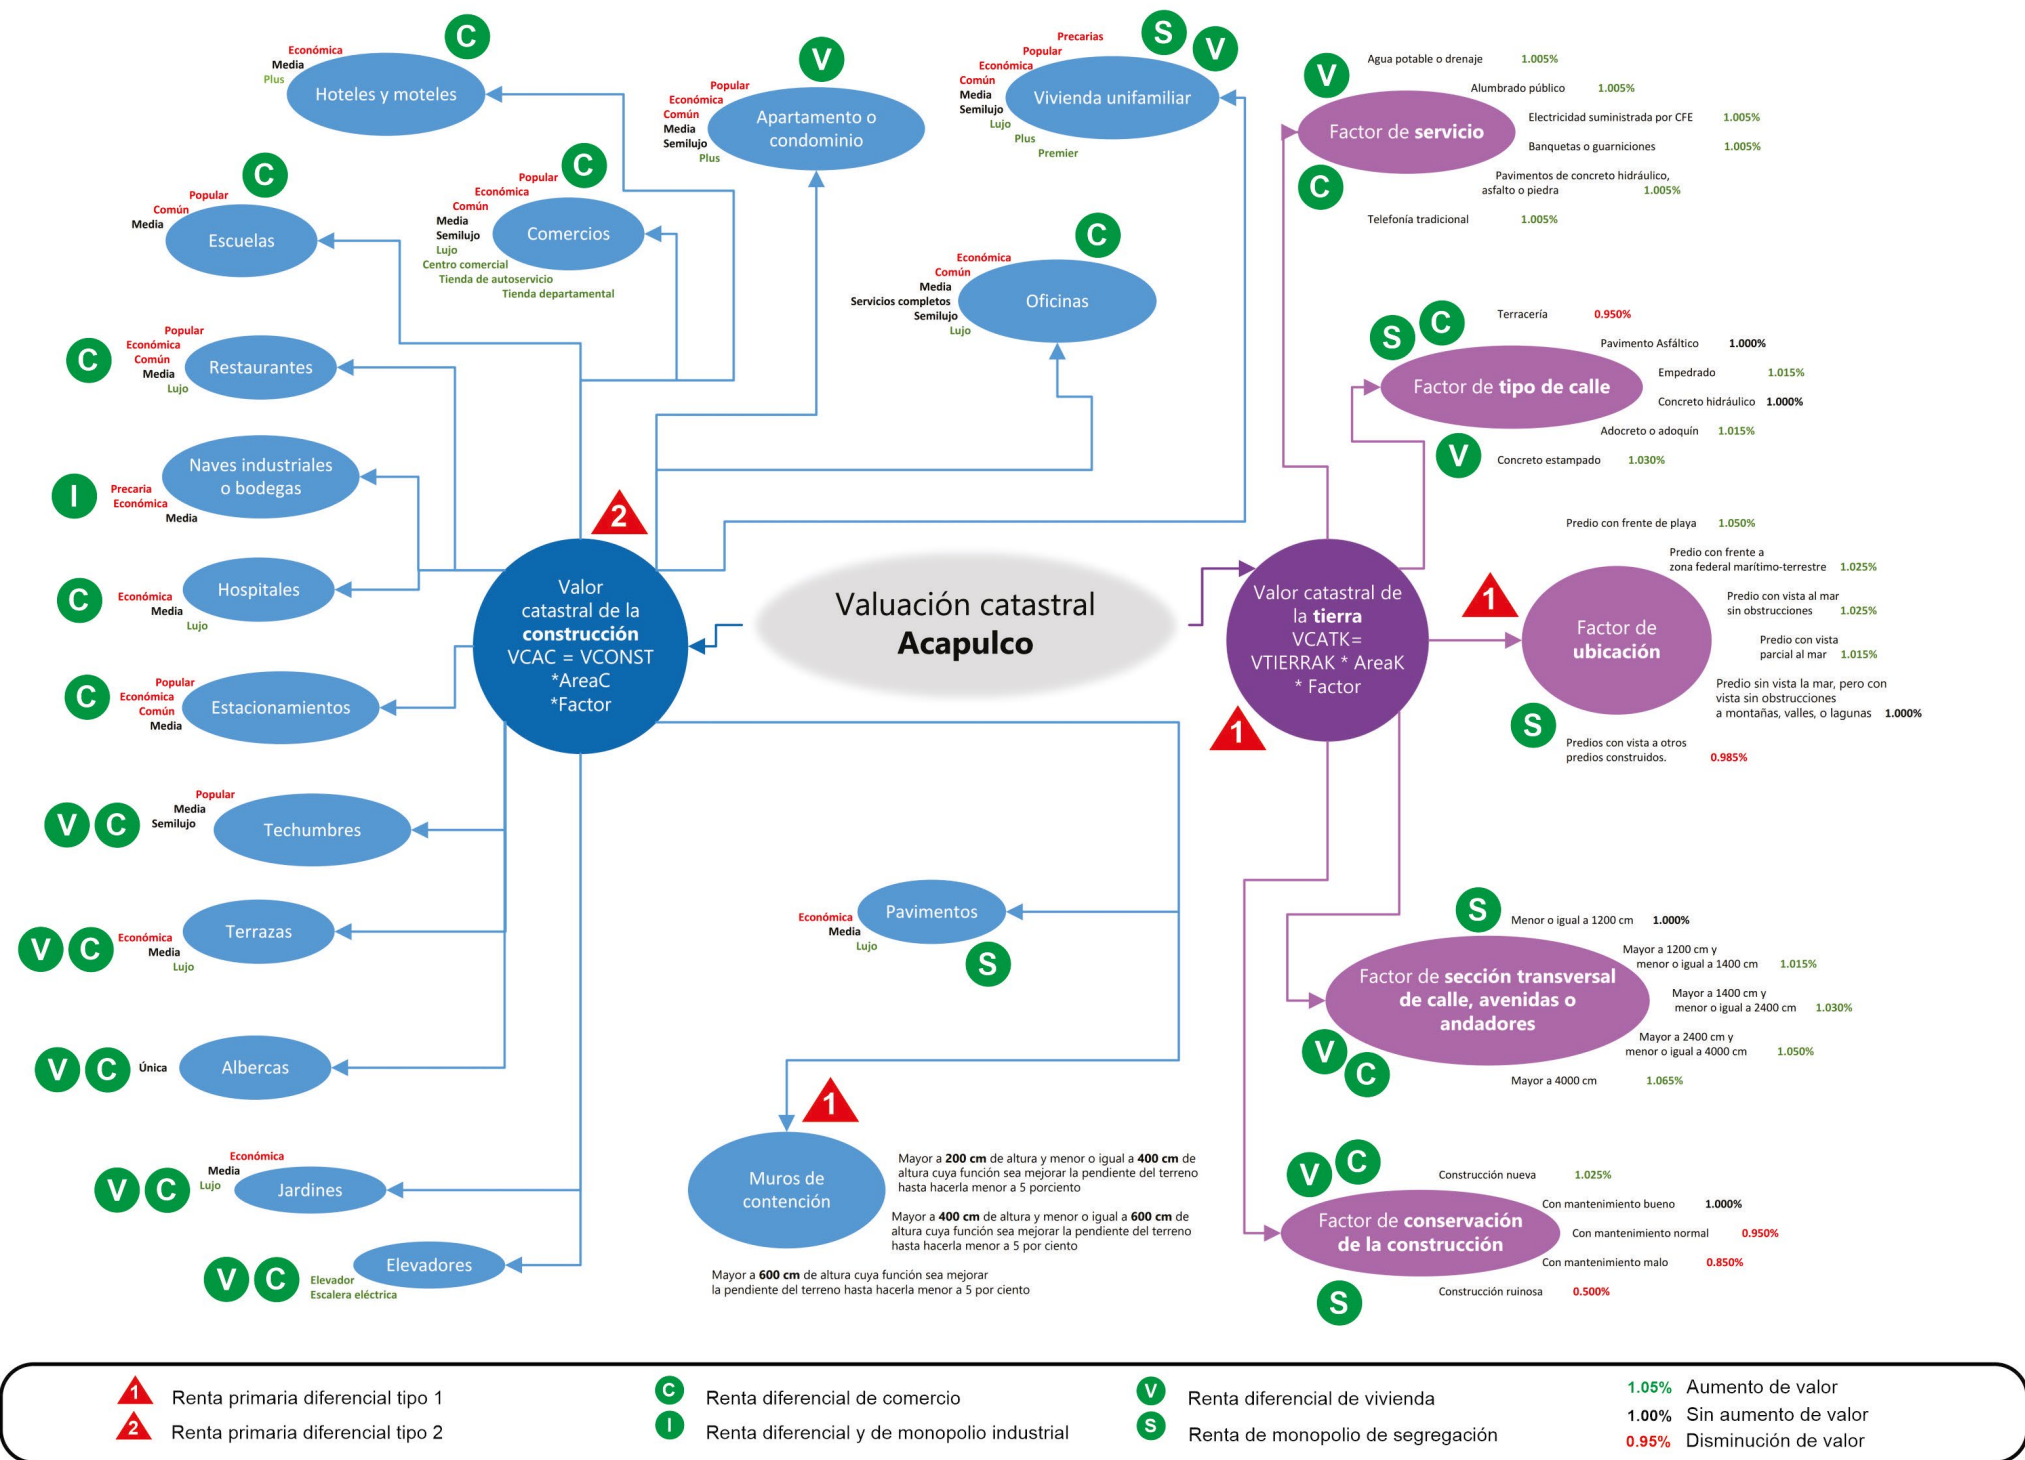 Económica
Media
Plus
C
Hoteles y moteles
Popular
Común
Media
C
Escuelas
Popular
Económica
Común
Media
Semilujo
Lujo
Centro comercial
Tienda de autoservicio
Tienda departamental
C
Comercios
Popular
Económica
Común
Media
Semilujo
Plus
V
Apartamento o
condominio
Precarias
Popular
Económica
Común
Media
Semilujo
Lujo
Plus
Premier
S
V
Vivienda unifamiliar
Económica
Común
Media
Servicios completos
Semilujo
Lujo
C
Oficinas
C
Popular
Económica
Común
Media
Lujo
Restaurantes
I
Precaria
Económica
Media
Naves industriales
o bodegas
C
Económica
Media
Lujo
Hospitales
C
Popular
Económica
Común
Media
Estacionamientos
V C
Popular
Media
Semilujo
Techumbres
V C
Económica
Media
Lujo
Terrazas
V C
Única
Albercas
V C
Económica
Media
Lujo
Jardines
V C
Elevador
Escalera eléctrica
Elevadores
2
Valor
catastral de la
construcción
VCAC = VCONST
*AreaC
*Factor
Valuación catastral
Acapulco
Económica
Media
Lujo
Pavimentos
S
1
Muros de
contención
Mayor a 200 cm de altura y menor o igual a 400 cm de
altura cuya función sea mejorar la pendiente del terreno
hasta hacerla menor a 5 porciento
Mayor a 400 cm de altura y menor o igual a 600 cm de
altura cuya función sea mejorar la pendiente del terreno
hasta hacerla menor a 5 por ciento
Mayor a 600 cm de altura cuya función sea mejorar
la pendiente del terreno hasta hacerla menor a 5 por ciento
Valor catastral de
la tierra
VCATK=
VTIERRAK * AreaK
* Factor
1
V
C
Factor de servicio
Agua potable o drenaje 1.005%
Alumbrado público 1.005%
Electricidad suministrada por CFE 1.005%
Banquetas o guarniciones 1.005%
Pavimentos de concreto hidráulico,
asfalto o piedra 1.005%
Telefonía tradicional 1.005%
S C
V
Factor de tipo de calle
Terracería 0.950%
Pavimento Asfáltico 1.000%
Empedrado 1.015%
Concreto hidráulico 1.000%
Adocreto o adoquín 1.015%
Concreto estampado 1.030%
1
S
Factor de
ubicación
Predio con frente de playa 1.050%
Predio con frente a
zona federal marítimo-terrestre 1.025%
Predio con vista al mar
sin obstrucciones 1.025%
Predio con vista
parcial al mar 1.015%
Predio sin vista la mar, pero con
vista sin obstrucciones
a montañas, valles, o lagunas 1.000%
Predios con vista a otros
predios construidos. 0.985%
S
V
C
Factor de sección transversal
de calle, avenidas o
andadores
Menor o igual a 1200 cm 1.000%
Mayor a 1200 cm y
menor o igual a 1400 cm 1.015%
Mayor a 1400 cm y
menor o igual a 2400 cm 1.030%
Mayor a 2400 cm y
menor o igual a 4000 cm 1.050%
Mayor a 4000 cm 1.065%
V C
S
Factor de conservación
de la construcción
Construcción nueva 1.025%
Con mantenimiento bueno 1.000%
Con mantenimiento normal 0.950%
Con mantenimiento malo 0.850%
Construcción ruinosa 0.500%
1 Renta primaria diferencial tipo 1
2 Renta primaria diferencial tipo 2
C Renta diferencial de comercio
I Renta diferencial y de monopolio industrial
V Renta diferencial de vivienda
S Renta de monopolio de segregación
1.05% Aumento de valor
1.00% Sin aumento de valor
0.95% Disminución de valor